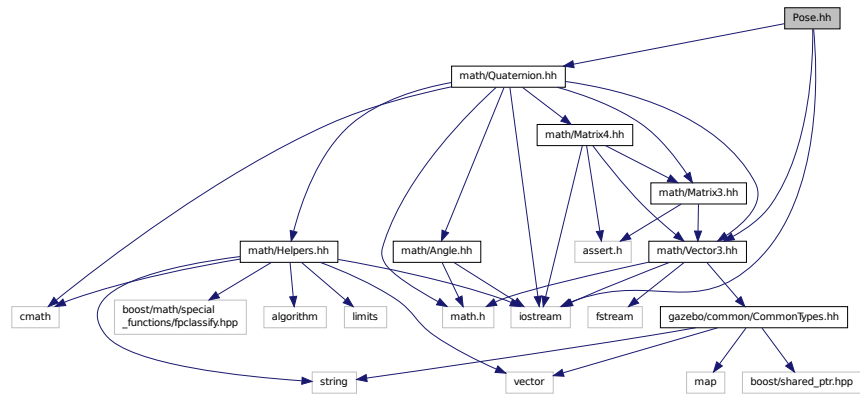 Pose.hh
math/Quaternion.hh
math/Matrix4.hh
math/Matrix3.hh
math/Helpers.hh
math/Angle.hh
assert.h
math/Vector3.hh
cmath
boost/math/special
_functions/fpclassify.hpp
algorithm
limits
math.h
iostream
fstream
gazebo/common/CommonTypes.hh
string
vector
map
boost/shared_ptr.hpp